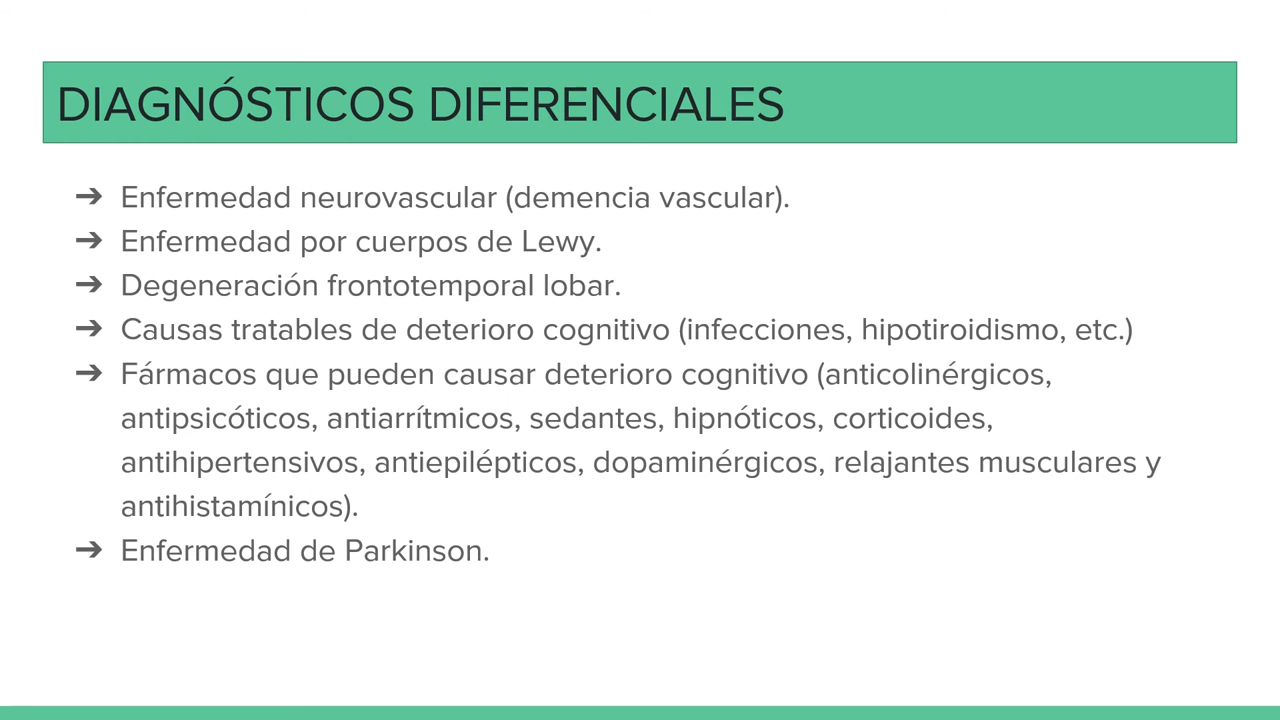 DIAGNÓSTICOS DIFERENCIALES
➔ Enfermedad neurovascular (demencia vascular).
➔ Enfermedad por cuerpos de Lewy.
➔ Degeneración frontotemporal lobar.
➔ Causas tratables de deterioro cognitivo (infecciones, hipotiroidismo, etc.)
➔ Fármacos que pueden causar deterioro cognitivo (anticolinérgicos,
antipsicóticos, antiarrítmicos, sedantes, hipnóticos, corticoides,
antihipertensivos, antiepilépticos, dopaminérgicos, relajantes musculares y
antihistamínicos).
➔ Enfermedad de Parkinson.